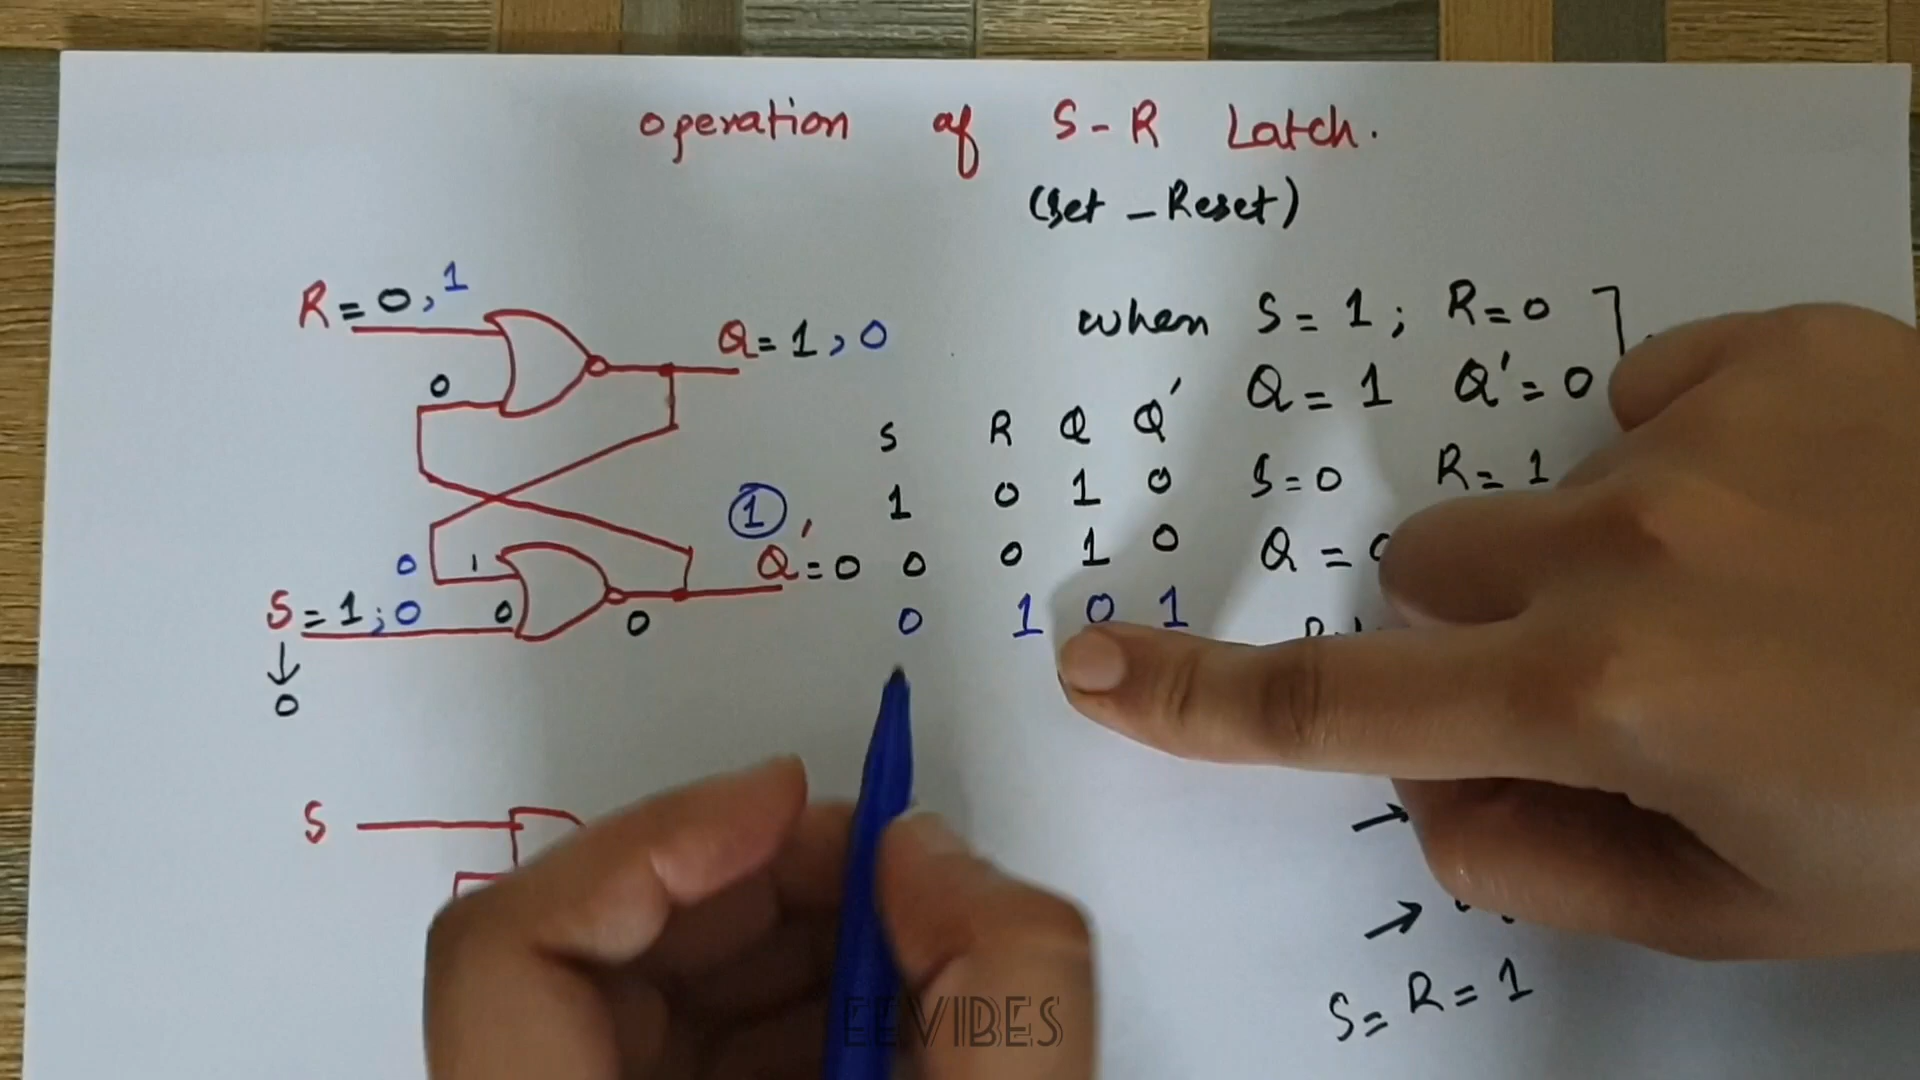 operation of S-R Latch.
(Set - Reset)
R = 0, 1
Q = 1, 0
0
when S = 1; R = 0
Q = 1 Q' = 0
S R Q Q'
1 0 1 0
0 0 1 0
0 1 0 1
S = 0 R = 1
Q =
1
Q' = 0
0 1
S = 1; 0
0
0
↓
0
S
→
→
S = R = 1
EEVIBES